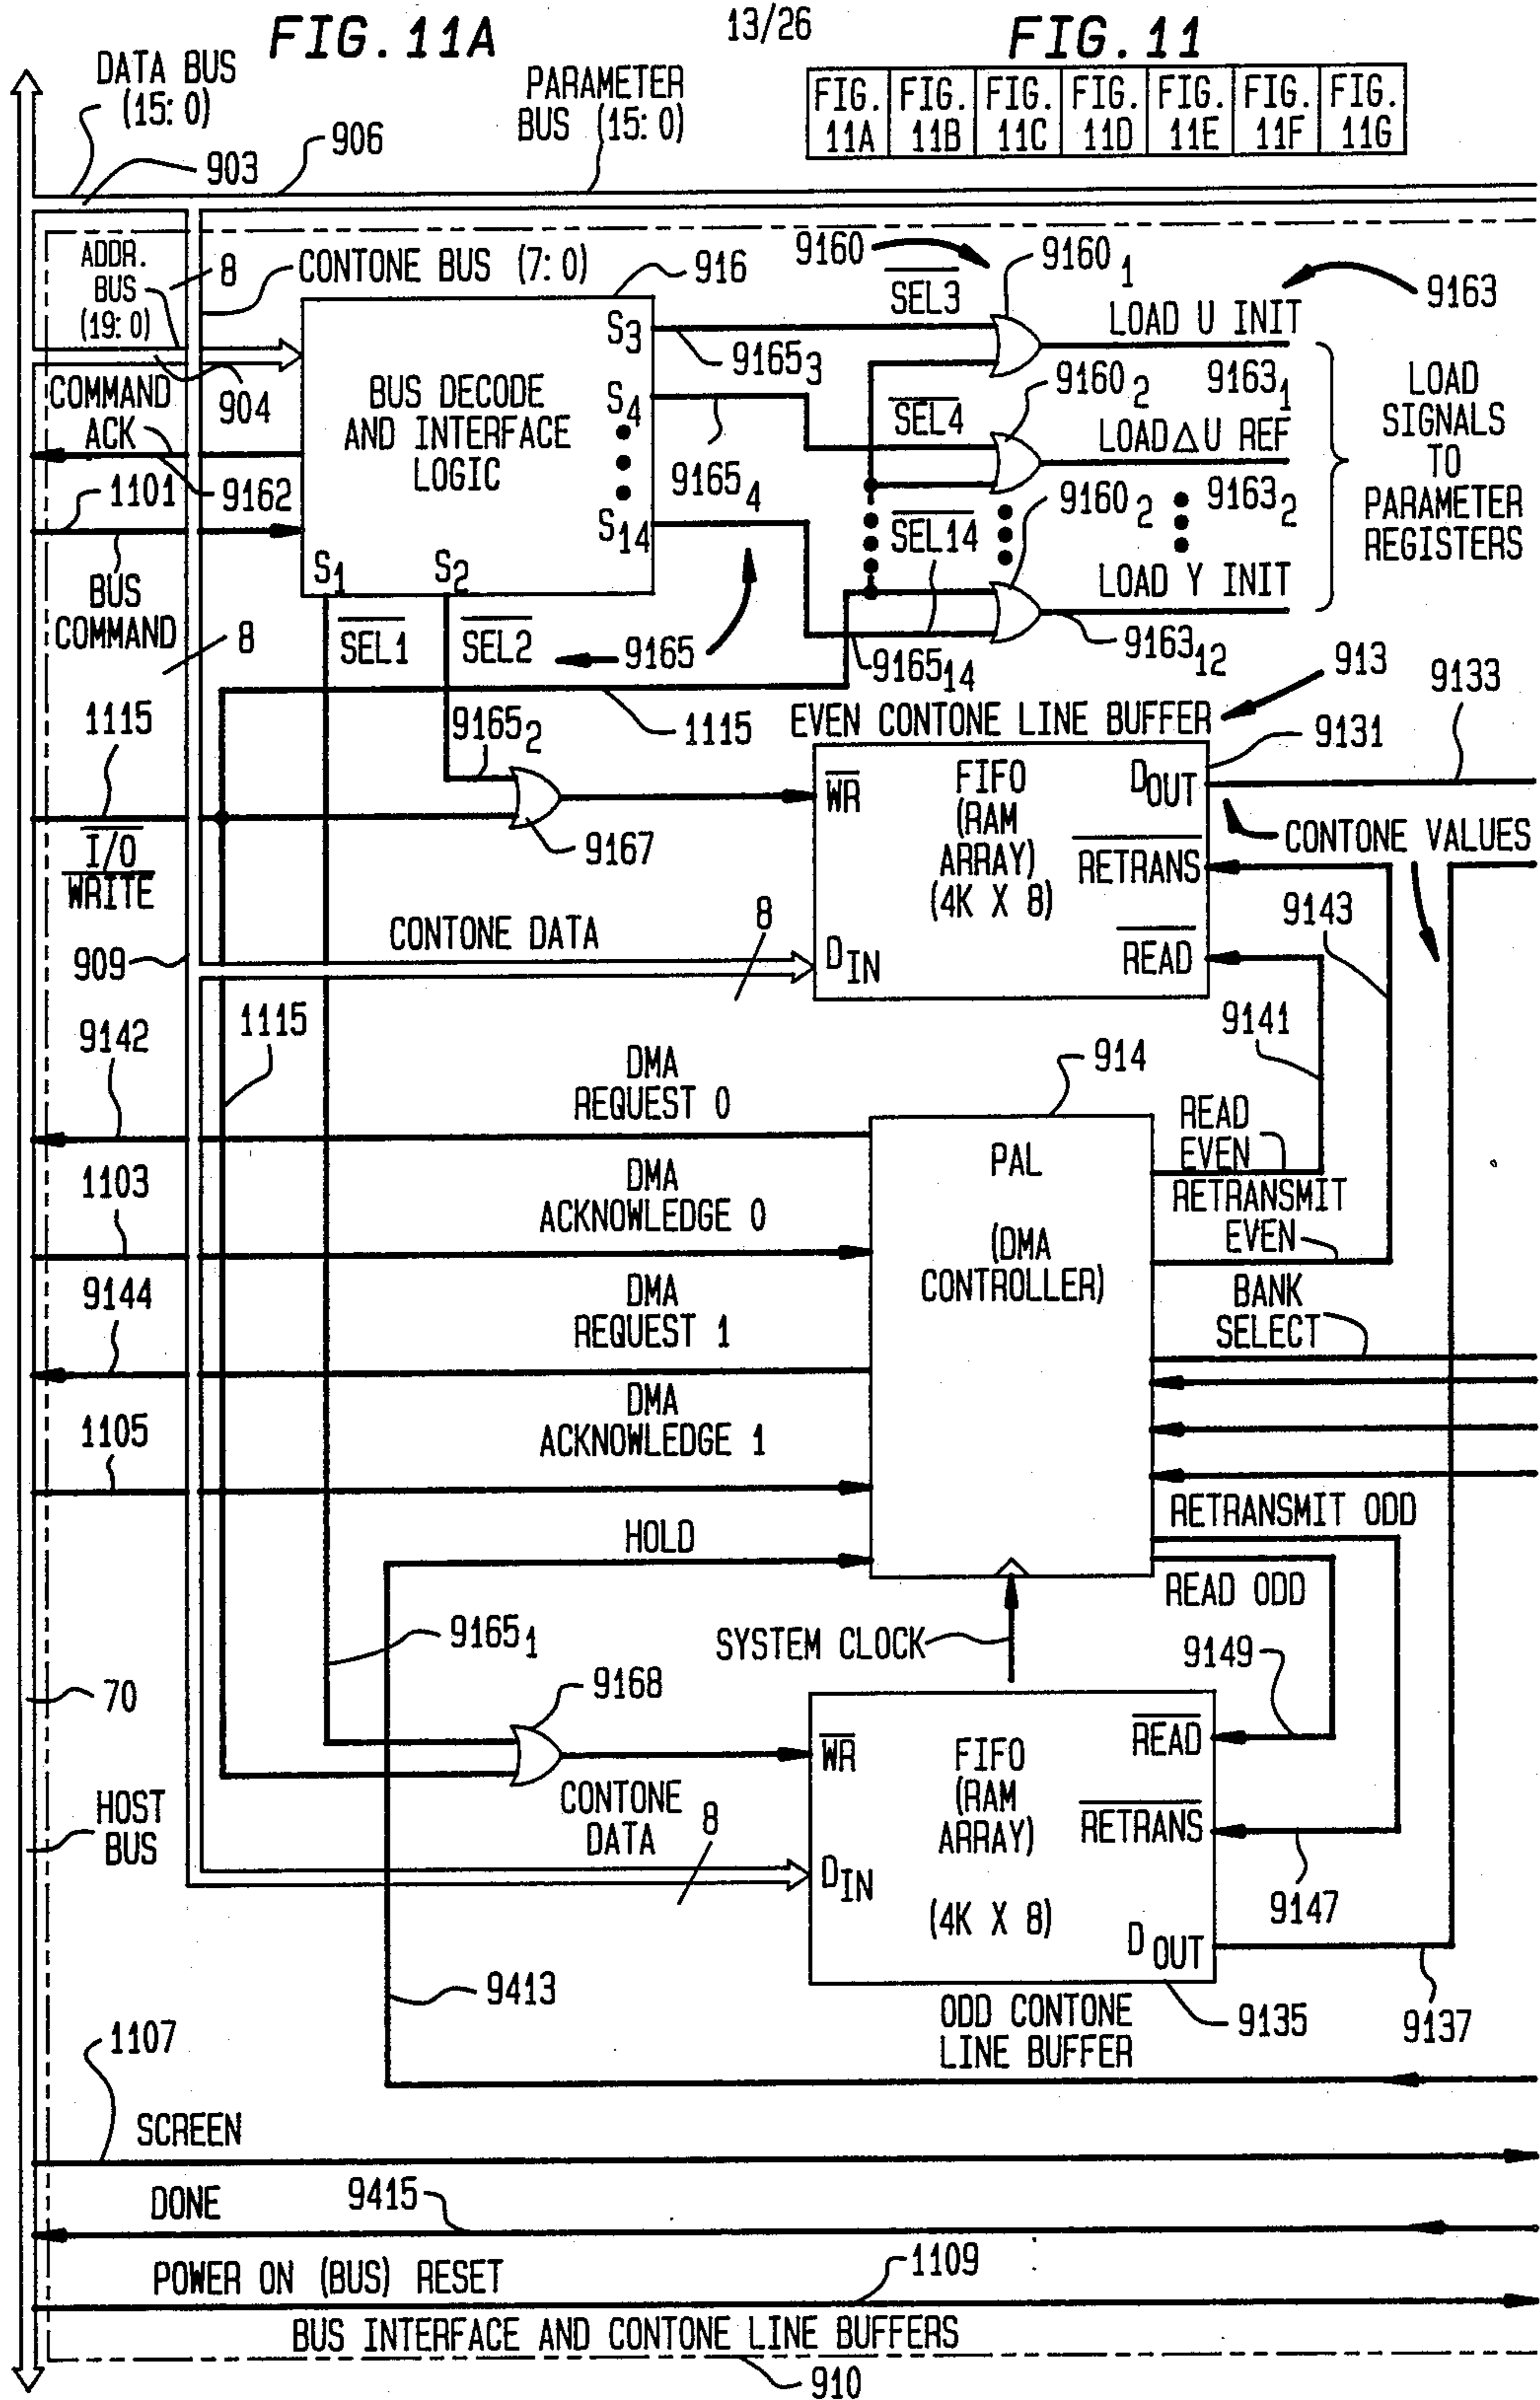 FIG. 11A
13/26
FIG. 11
FIG. 11A
FIG. 11B
FIG. 11C
FIG. 11D
FIG. 11E
FIG. 11F
FIG. 11G
DATA BUS
(15:0)
PARAMETER
BUS (15:0)
903
906
ADDR.
BUS
(19:0)
8
CONTONE BUS (7:0)
916
9160
9160 1
9163
SEL3
LOAD U INIT
S3
9165 3
904
COMMAND
ACK
BUS DECODE
AND INTERFACE
LOGIC
S4
SEL4
9160 2
9163 1
LOAD △U REF
LOAD
SIGNALS
TO
PARAMETER
REGISTERS
1101
9162
9165 4
9160 2
9163 2
S14
SEL14
LOAD Y INIT
S1
S2
BUS
COMMAND
8
SEL1
SEL2
9165
9165 14
9163 12
913
9133
1115
9165 2
1115
EVEN CONTONE LINE BUFFER
9131
WR
FIFO
(RAM
ARRAY)
(4K X 8)
DOUT
RETRANS
READ
DIN
CONTONE VALUES
I/O
WRITE
9167
9143
909
CONTONE DATA
8
9142
1115
9141
DMA
REQUEST 0
914
READ
EVEN
1103
DMA
ACKNOWLEDGE 0
PAL
(DMA
CONTROLLER)
RETRANSMIT
EVEN
9144
DMA
REQUEST 1
BANK
SELECT
1105
DMA
ACKNOWLEDGE 1
RETRANSMIT ODD
HOLD
READ ODD
9165 1
SYSTEM CLOCK
9149
70
9168
WR
FIFO
(RAM
ARRAY)
(4K X 8)
READ
RETRANS
DIN
DOUT
HOST
BUS
CONTONE
DATA
8
9147
9413
ODD CONTONE
LINE BUFFER
9135
9137
1107
SCREEN
DONE
9415
POWER ON (BUS) RESET
1109
BUS INTERFACE AND CONTONE LINE BUFFERS
910